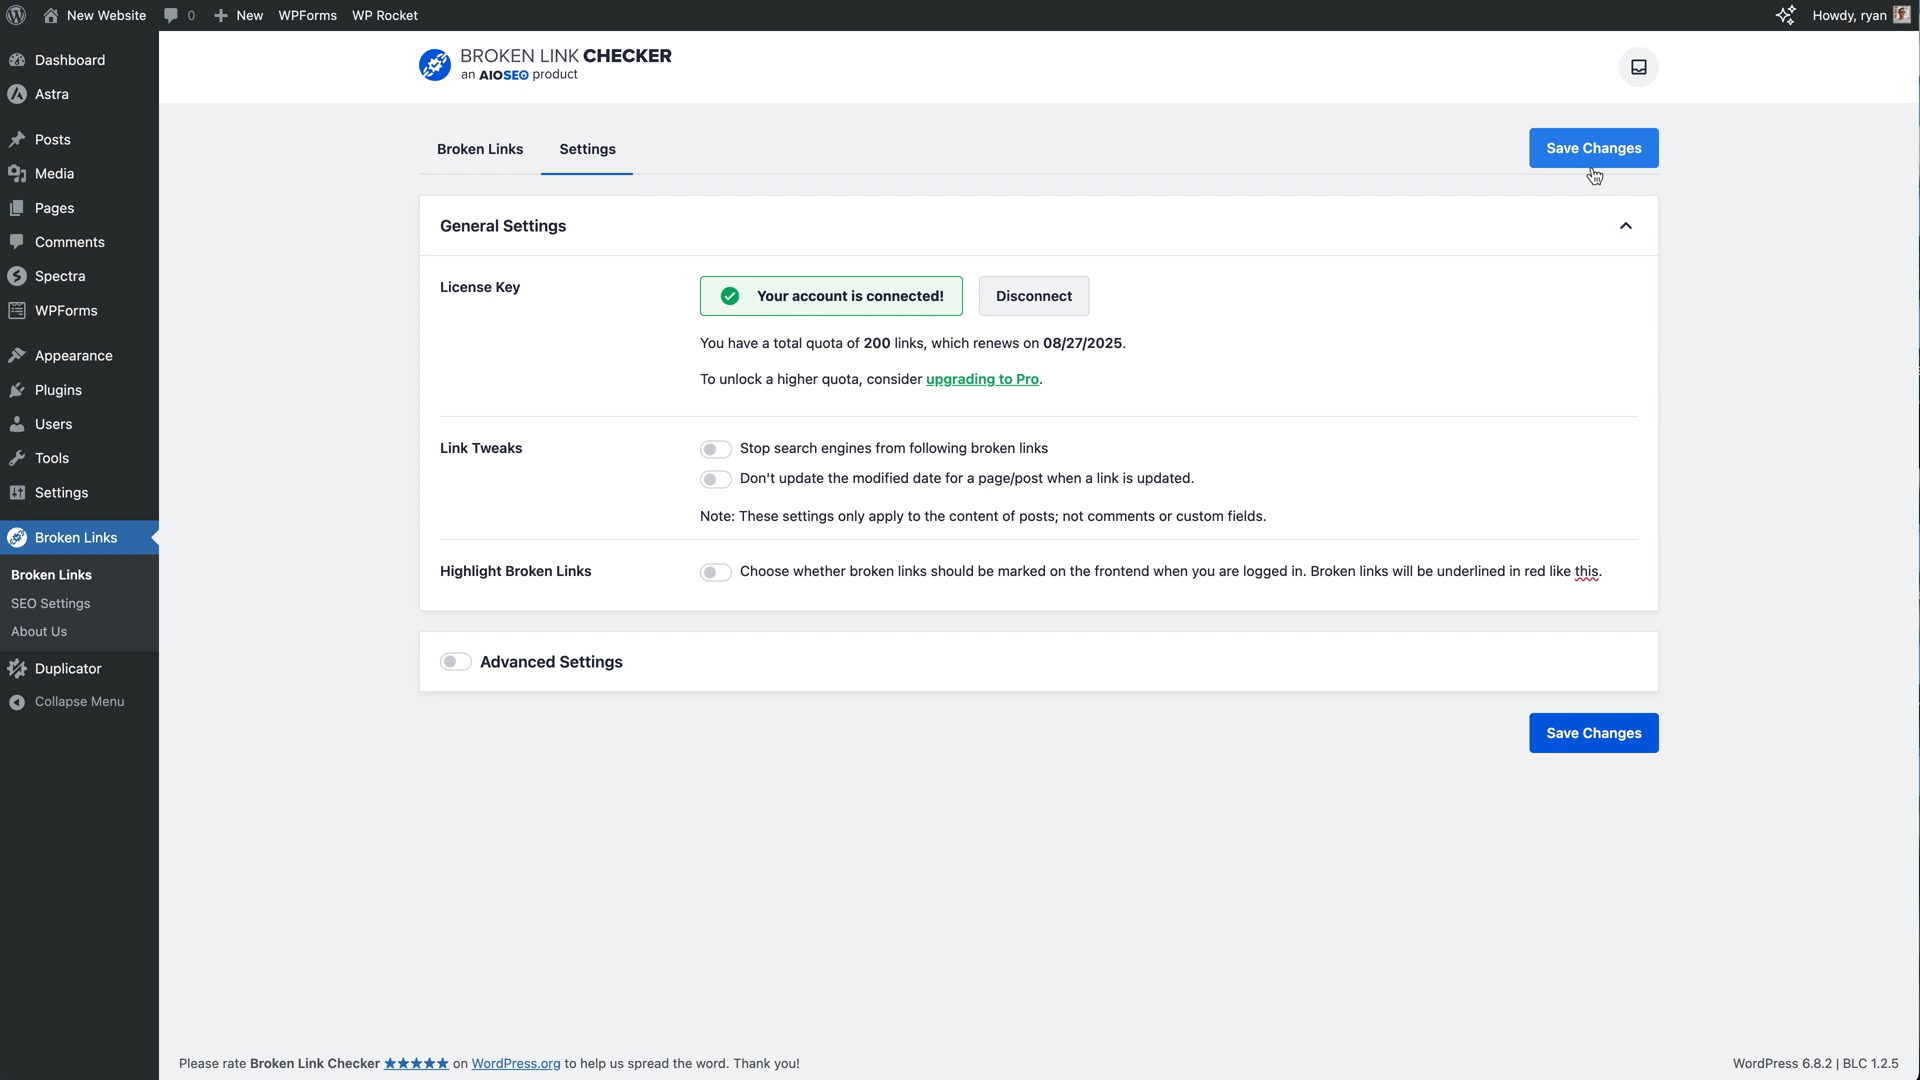 New Website 0 New WPForms WP Rocket Howdy, ryan
Dashboard
Astra
Posts
Media
Pages
Comments
Spectra
WPForms
Appearance
Plugins
Users
Tools
Settings
Broken Links
Broken Links
SEO Settings
About Us
Duplicator
Collapse Menu
BROKEN LINK CHECKER
an AIOSEO product
Broken Links Settings Save Changes
General Settings
License Key Your account is connected! Disconnect
You have a total quota of 200 links, which renews on 08/27/2025.
To unlock a higher quota, consider upgrading to Pro.
Link Tweaks Stop search engines from following broken links
Don't update the modified date for a page/post when a link is updated.
Note: These settings only apply to the content of posts; not comments or custom fields.
Highlight Broken Links Choose whether broken links should be marked on the frontend when you are logged in. Broken links will be underlined in red like this.
Advanced Settings
Save Changes
Please rate Broken Link Checker ★★★★★ on WordPress.org to help us spread the word. Thank you! WordPress 6.8.2 | BLC 1.2.5